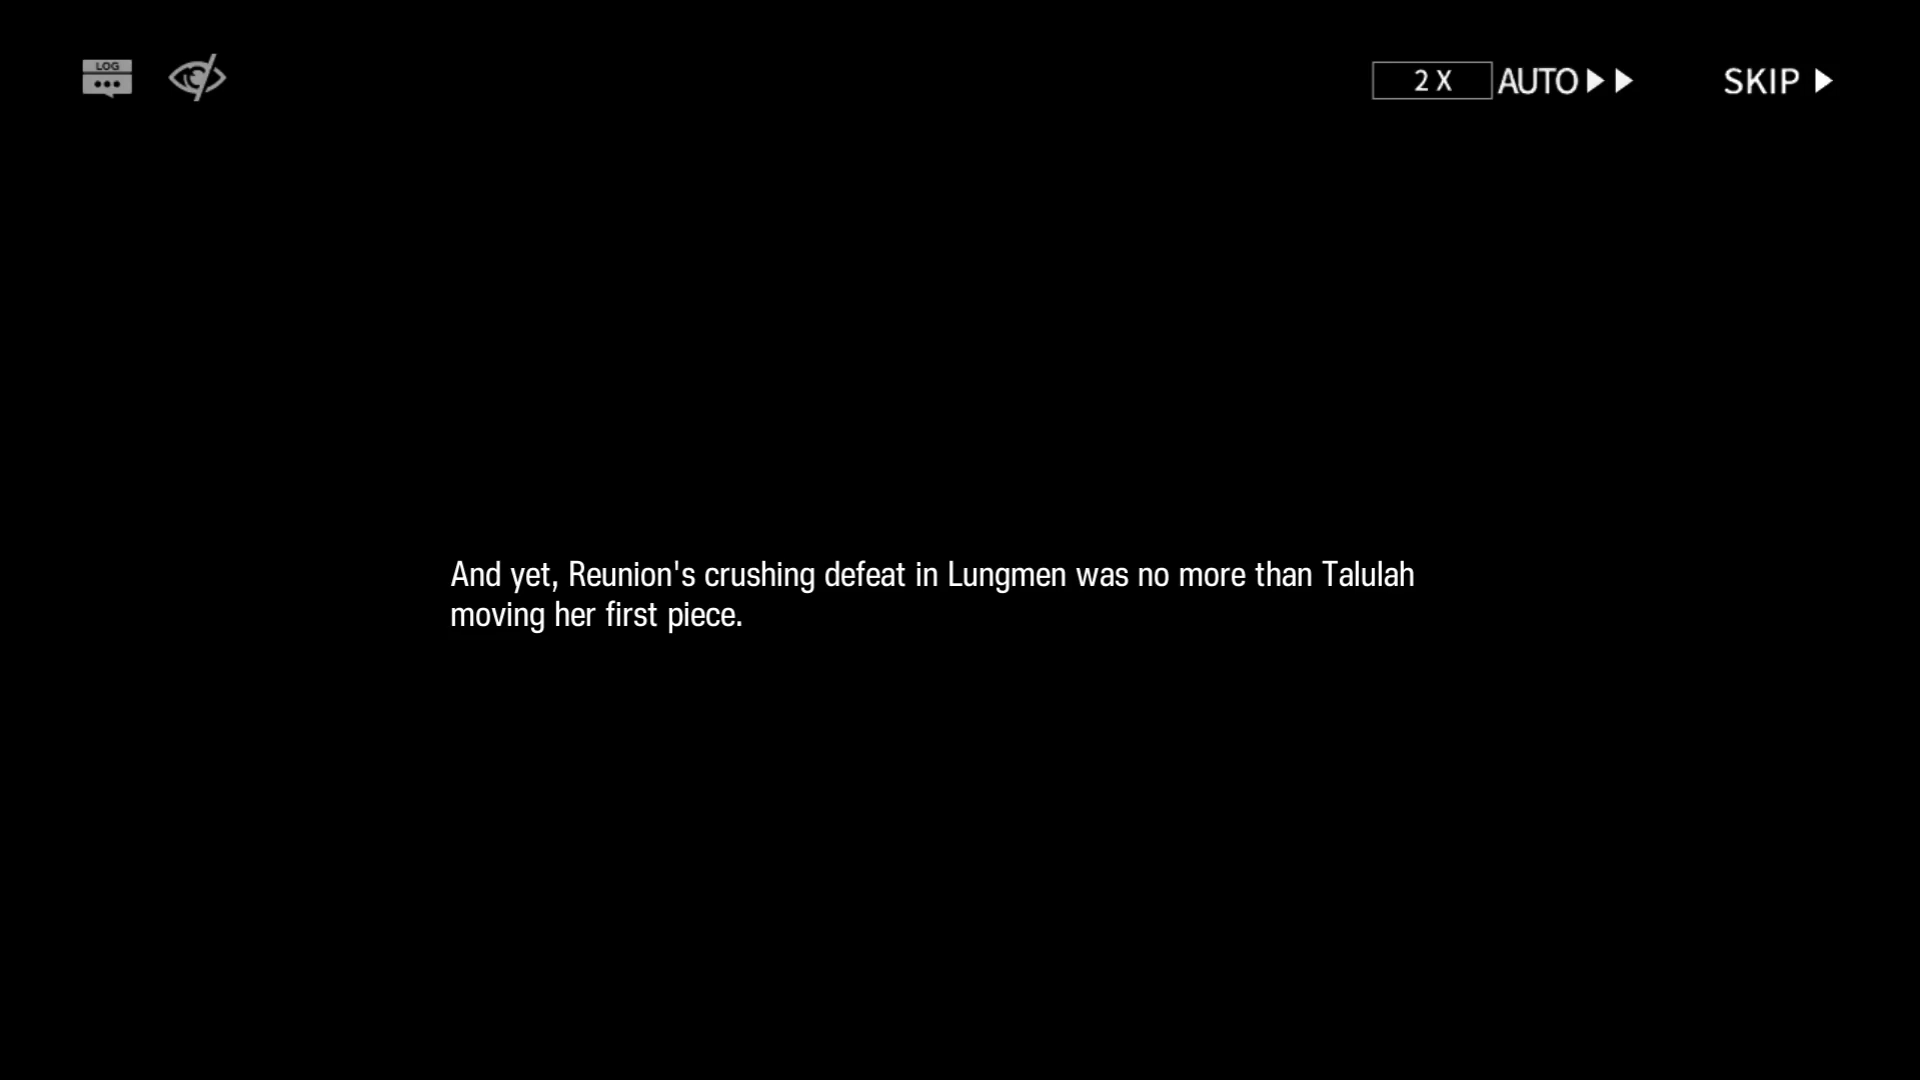 LOG
2 X AUTO SKIP
And yet, Reunion's crushing defeat in Lungmen was no more than Talulah
moving her first piece.